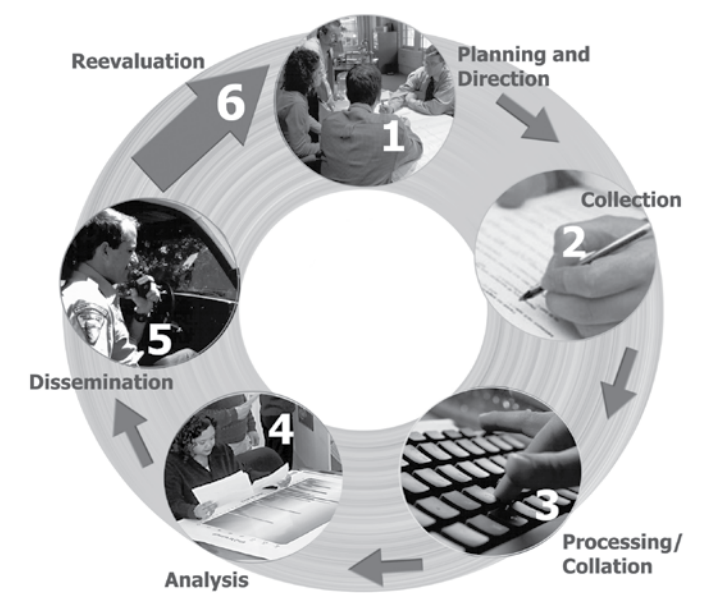 Reevaluation
6
1
Planning and
Direction
Collection
2
5
Dissemination
4
3
Processing/
Collation
Analysis